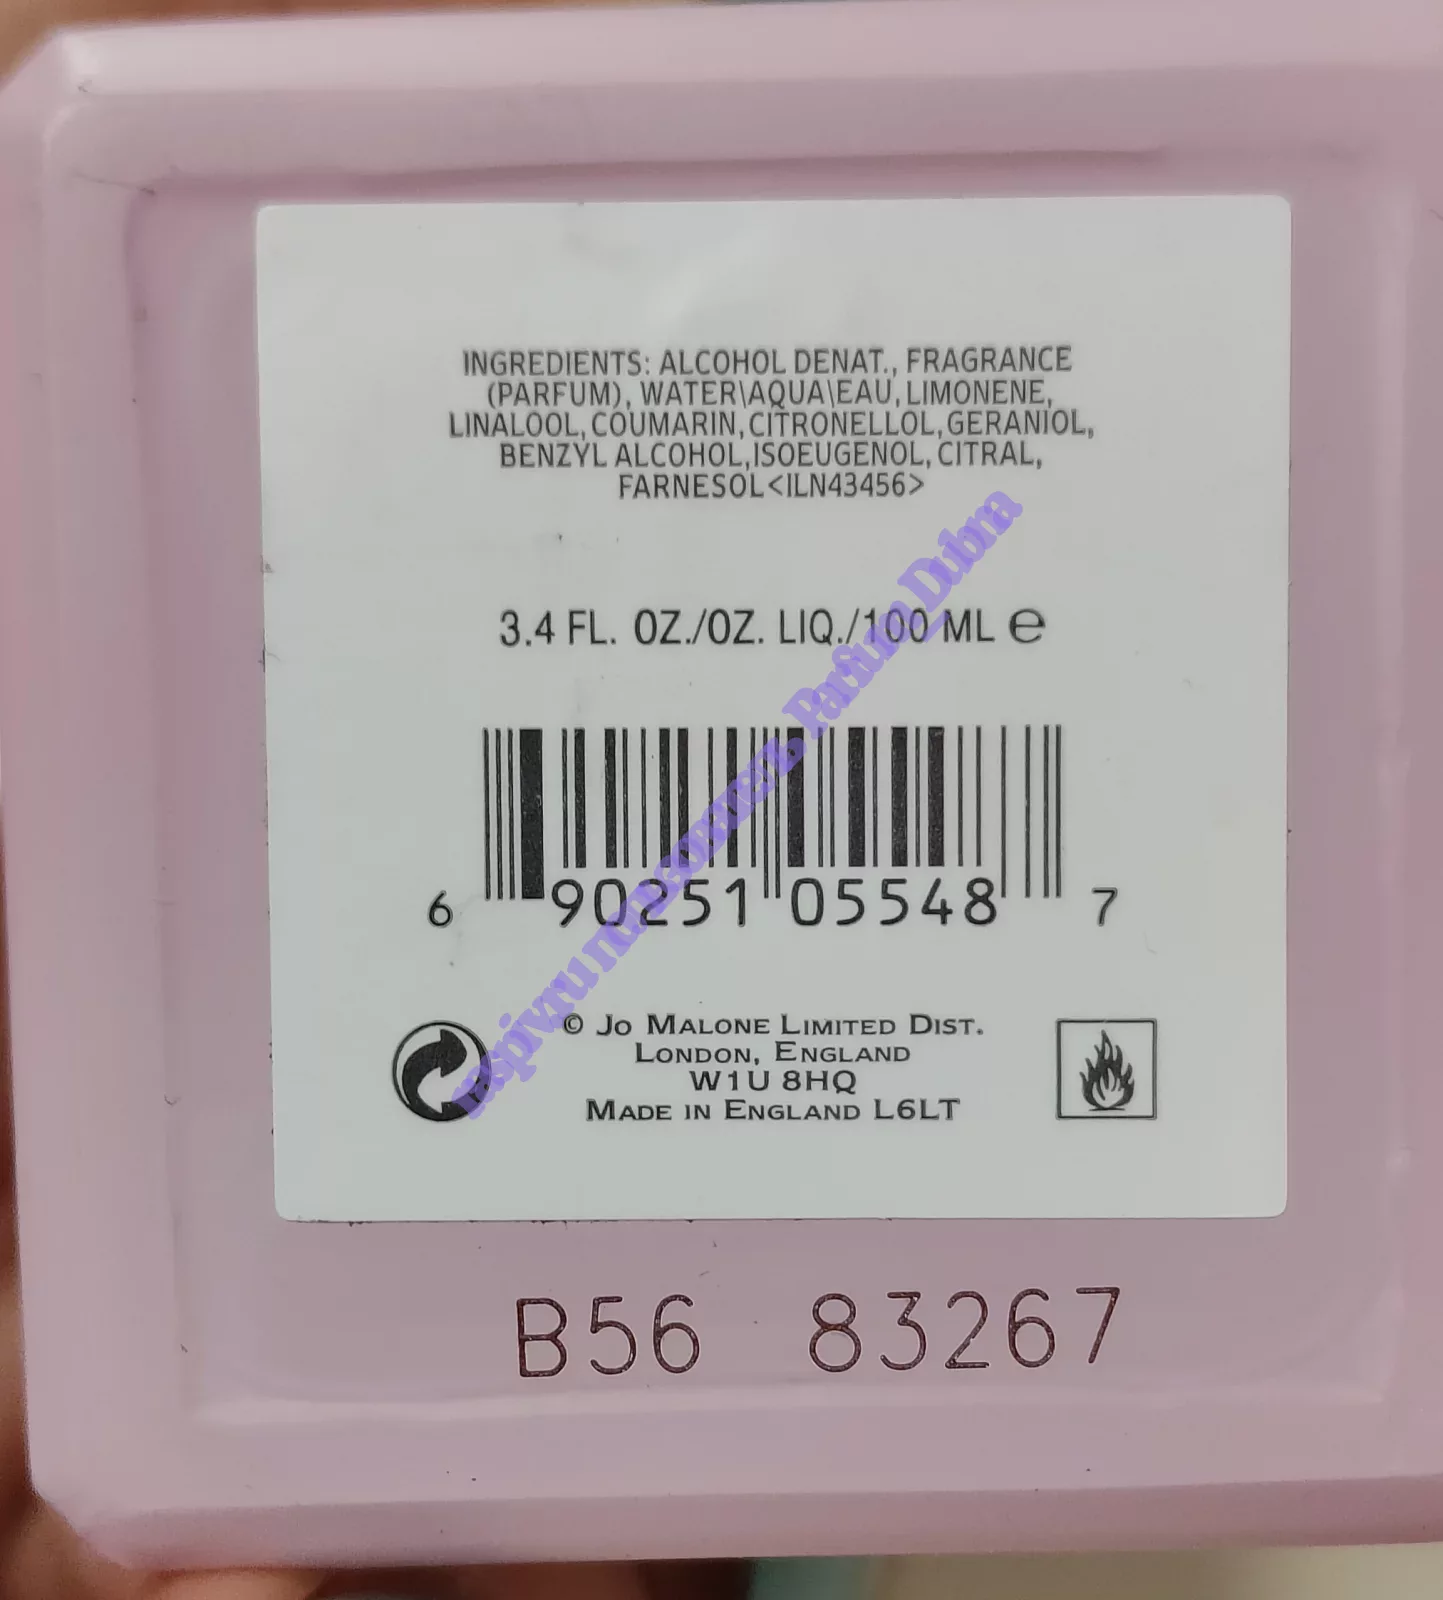 INGREDIENTS: ALCOHOL DENAT., FRAGRANCE
(PARFUM), WATER\AQUA\EAU, LIMONENE,
LINALOOL, COUMARIN, CITRONELLOL, GERANIOL,
BENZYL ALCOHOL, ISOEUGENOL, CITRAL,
FARNESOL<ILN43456>
3.4 FL. OZ./OZ. LIQ./100 ML ℮
6 90251 05548 7
© JO MALONE LIMITED DIST.
LONDON, ENGLAND
W1U 8HQ
MADE IN ENGLAND L6LT
B56 83267
Parfum_Dubna